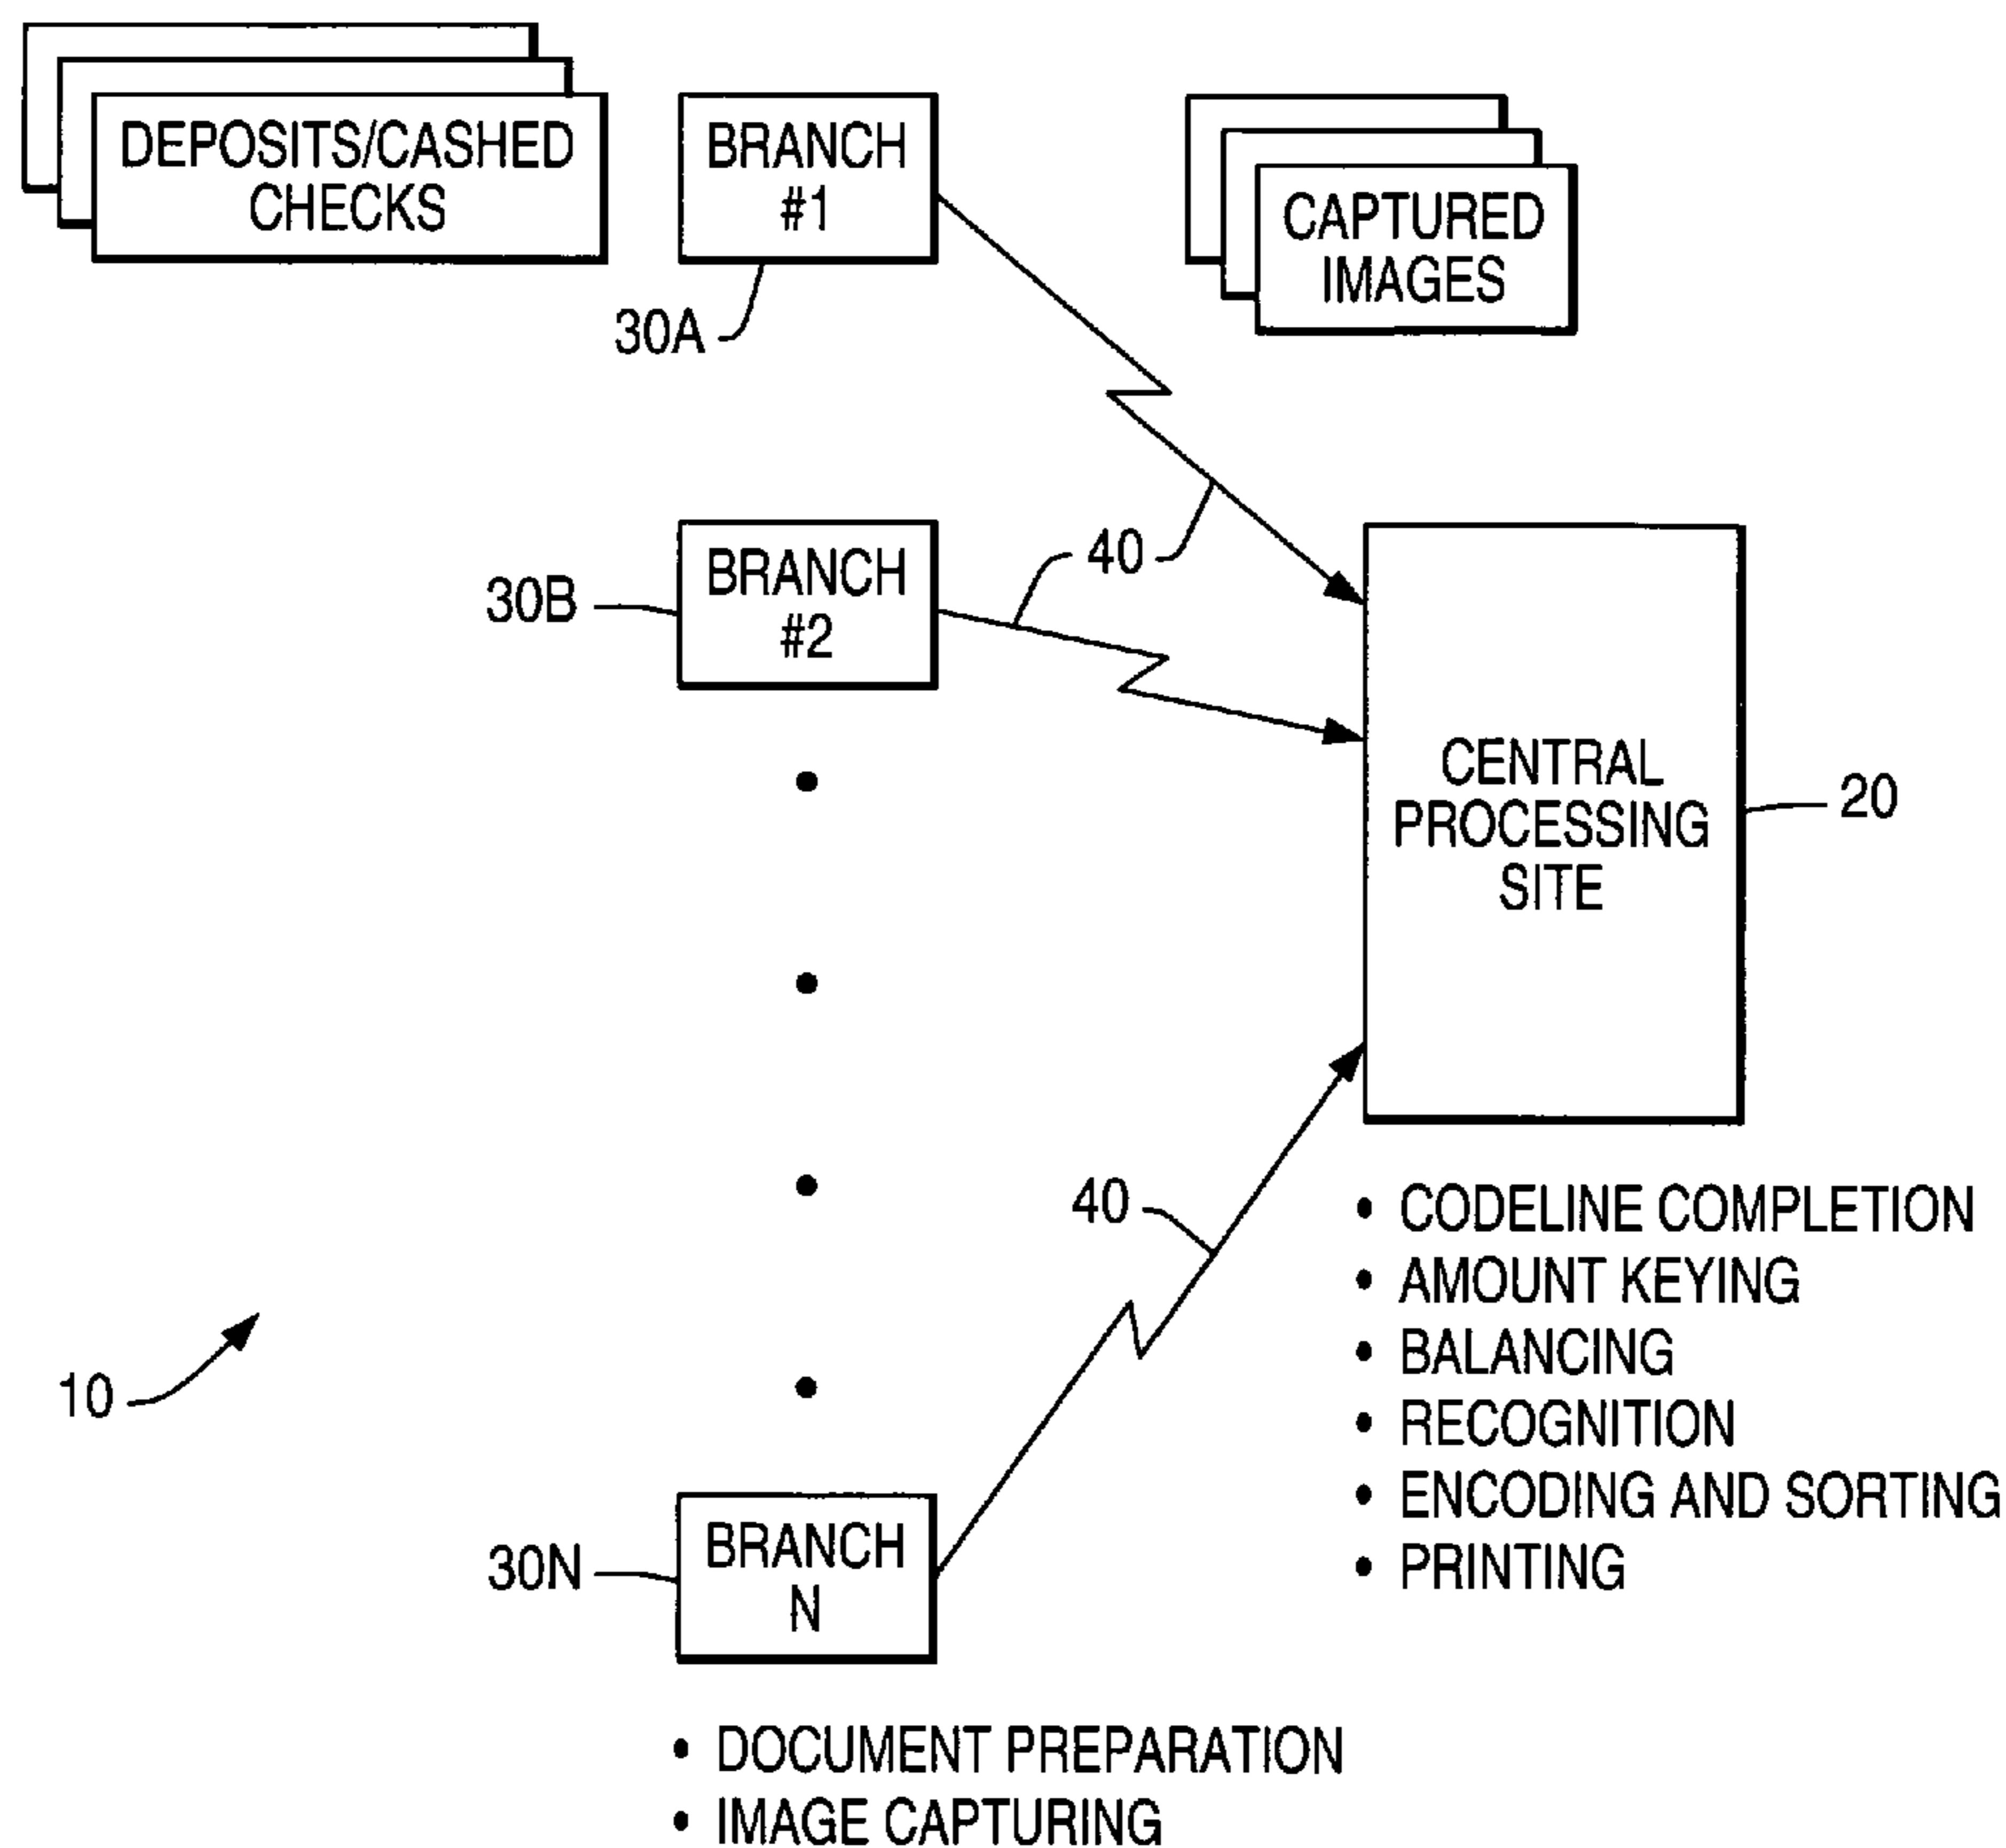 DEPOSITS/CASHED
CHECKS
BRANCH
#1
CAPTURED
IMAGES
30A
BRANCH
#2
30B
40
CENTRAL
PROCESSING
SITE
20
40
• CODELINE COMPLETION
• AMOUNT KEYING
• BALANCING
• RECOGNITION
• ENCODING AND SORTING
• PRINTING
10
BRANCH
N
30N
• DOCUMENT PREPARATION
• IMAGE CAPTURING